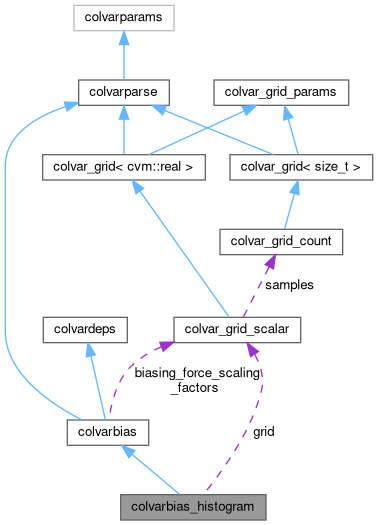 colvarparams
colvarparse
colvar_grid_params
colvar_grid< cvm::real >
colvar_grid< size_t >
colvar_grid_count
samples
colvardeps
colvar_grid_scalar
biasing_force_scaling
_factors
colvarbias
grid
colvarbias_histogram